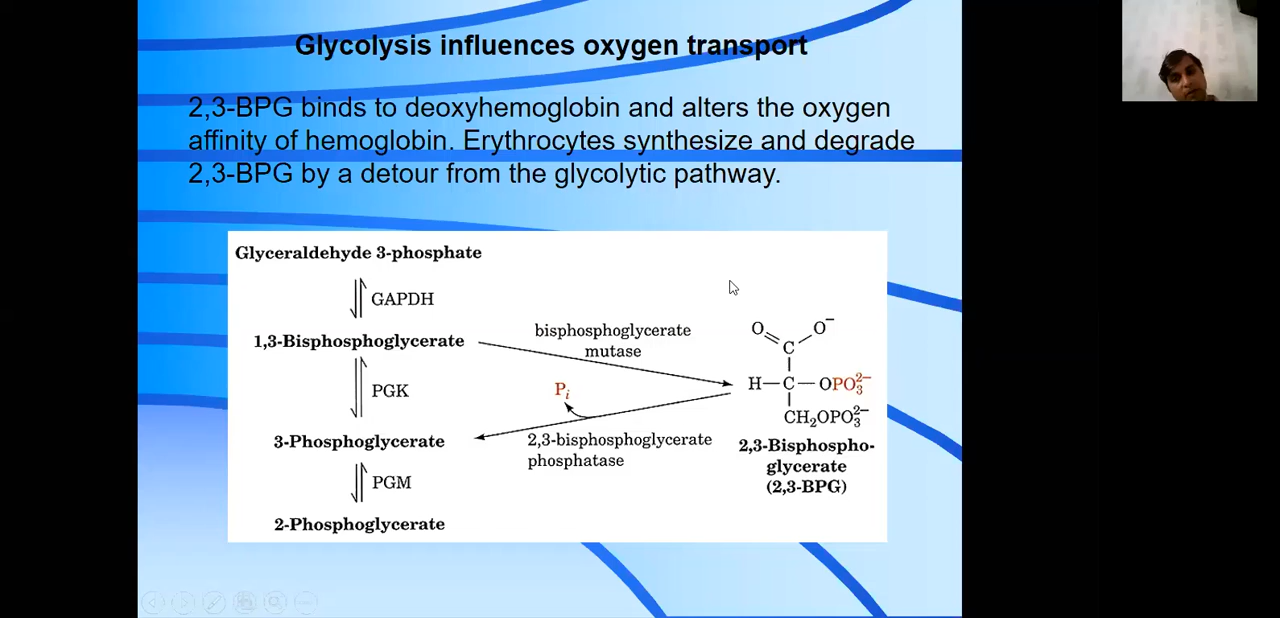 Glycolysis influences oxygen transport
2,3-BPG binds to deoxyhemoglobin and alters the oxygen
affinity of hemoglobin. Erythrocytes synthesize and degrade
2,3-BPG by a detour from the glycolytic pathway.
Glyceraldehyde 3-phosphate
GAPDH
1,3-Bisphosphoglycerate
bisphosphoglycerate
mutase
PGK
Pi
3-Phosphoglycerate
2,3-bisphosphoglycerate
phosphatase
PGM
2-Phosphoglycerate
O O⁻
C
H—C—OPO₃²⁻
CH₂OPO₃²⁻
2,3-Bisphospho-
glycerate
(2,3-BPG)